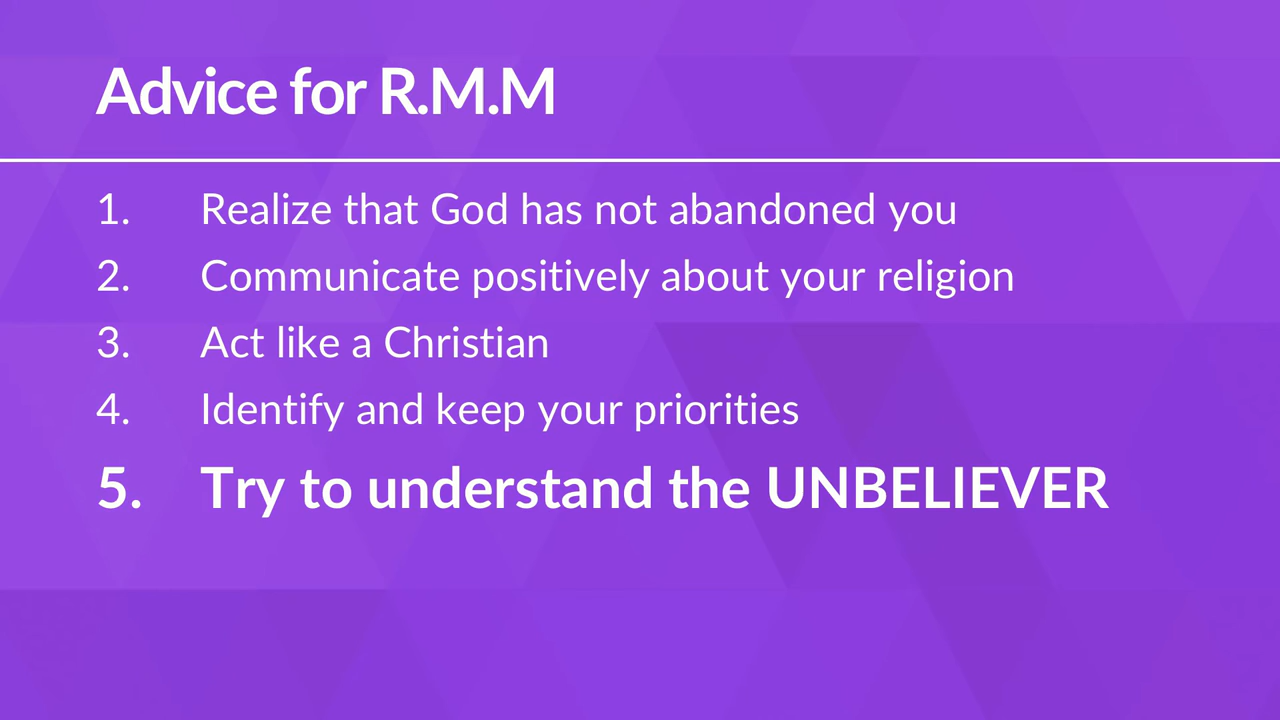 Advice for R.M.M
1. Realize that God has not abandoned you
2. Communicate positively about your religion
3. Act like a Christian
4. Identify and keep your priorities
5. Try to understand the UNBELIEVER